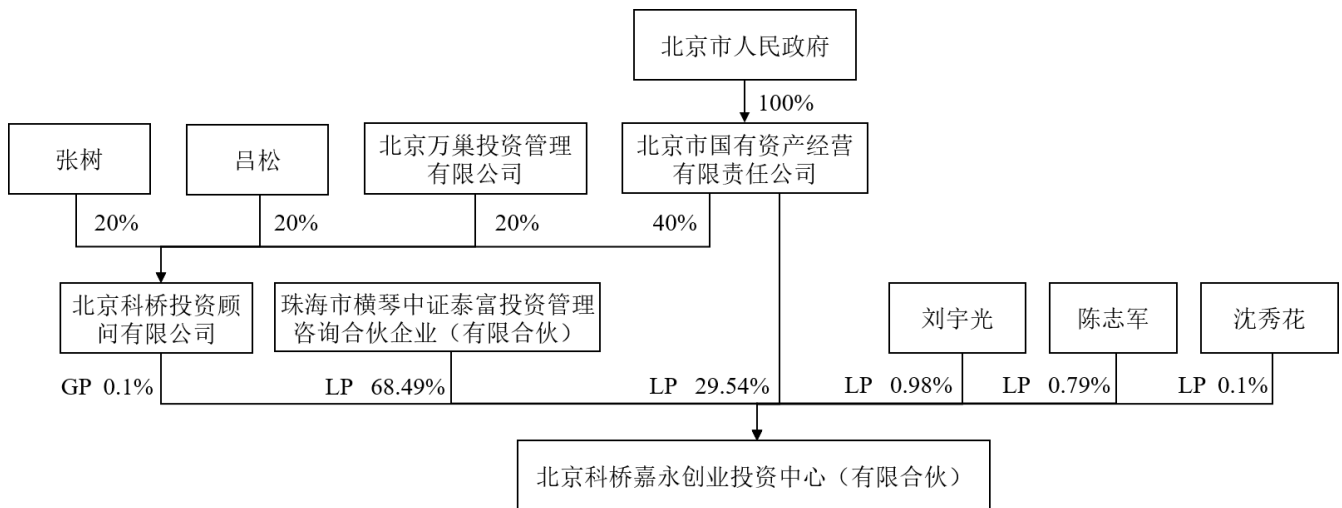 北京市人民政府
100%
张树
吕松
北京万巢投资管理
有限公司
北京市国有资产经营
有限责任公司
20%
20%
20%
40%
北京科桥投资顾
问有限公司
珠海市横琴中证泰富投资管理
咨询合伙企业（有限合伙）
刘宇光
陈志军
沈秀花
GP 0.1%
LP 68.49%
LP 29.54%
LP 0.98%
LP 0.79%
LP 0.1%
北京科桥嘉永创业投资中心（有限合伙）